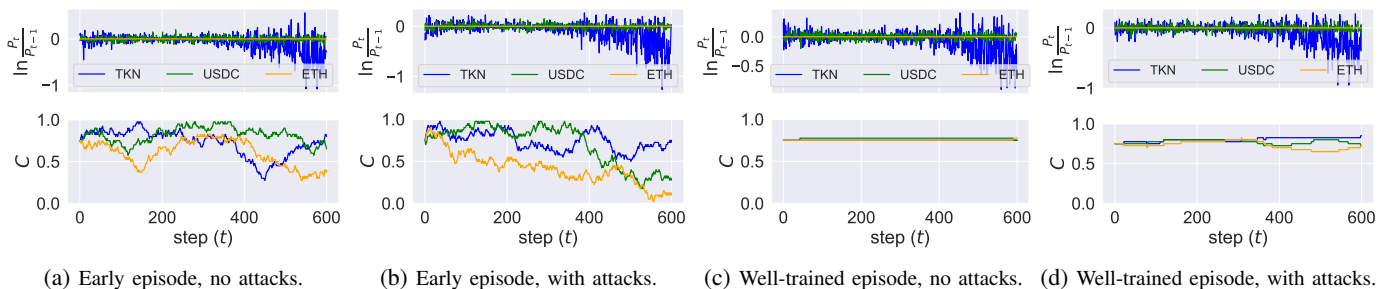 ln P_t/P_{t−1}
0
−1
TKN USDC ETH
C
1.0
0.5
0.0
0 200 400 600
step (t)
(a) Early episode, no attacks.
ln P_t/P_{t−1}
0
−1
TKN USDC ETH
C
1.0
0.5
0.0
0 200 400 600
step (t)
(b) Early episode, with attacks.
ln P_t/P_{t−1}
0.0
−0.5
TKN USDC ETH
C
1.0
0.5
0.0
0 200 400 600
step (t)
(c) Well-trained episode, no attacks.
ln P_t/P_{t−1}
0
−1
TKN USDC ETH
C
1.0
0.5
0.0
0 200 400 600
step (t)
(d) Well-trained episode, with attacks.